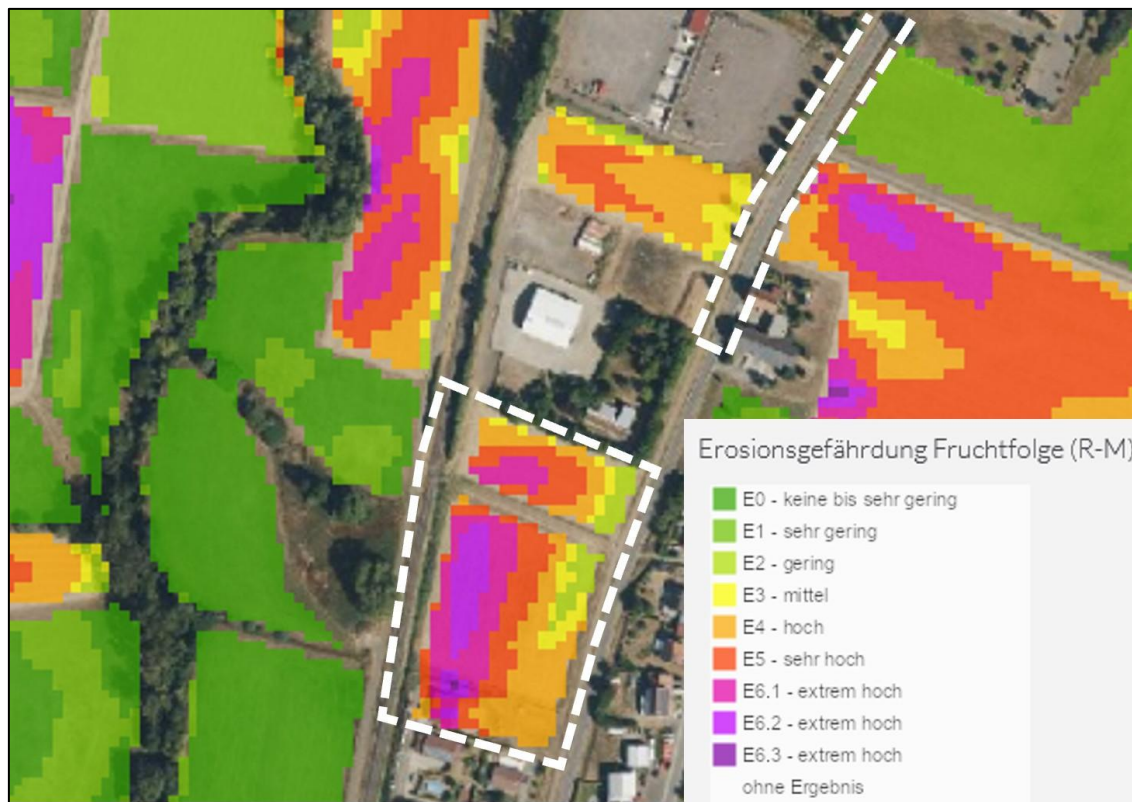 Erosionsgefährdung Fruchtfolge (R-M)
E0 - keine bis sehr gering
E1 - sehr gering
E2 - gering
E3 - mittel
E4 - hoch
E5 - sehr hoch
E6.1 - extrem hoch
E6.2 - extrem hoch
E6.3 - extrem hoch
ohne Ergebnis